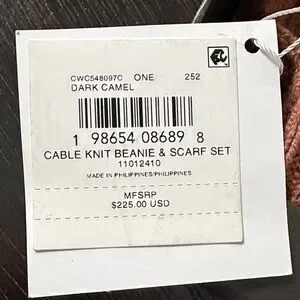 CWC548097C ONE 252
DARK CAMEL
1 98654 08689 8
CABLE KNIT BEANIE & SCARF SET
11012410
MADE IN PHILIPPINES/PHILIPPINES
MFSRP
$225.00 USD